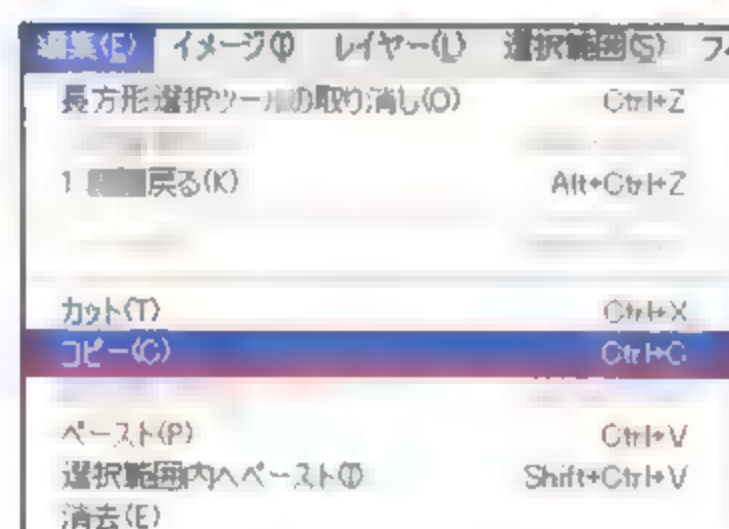 編集(E) イメージ(I) レイヤー(L) 選択範囲(S) フィ
長方形選択ツールの取り消し(O) Ctrl+Z
1 戻る(K) Alt+Ctrl+Z
カット(T) Ctrl+X
コピー(C) Ctrl+C
ペースト(P) Ctrl+V
選択範囲内へペースト(I) Shift+Ctrl+V
消去(E)